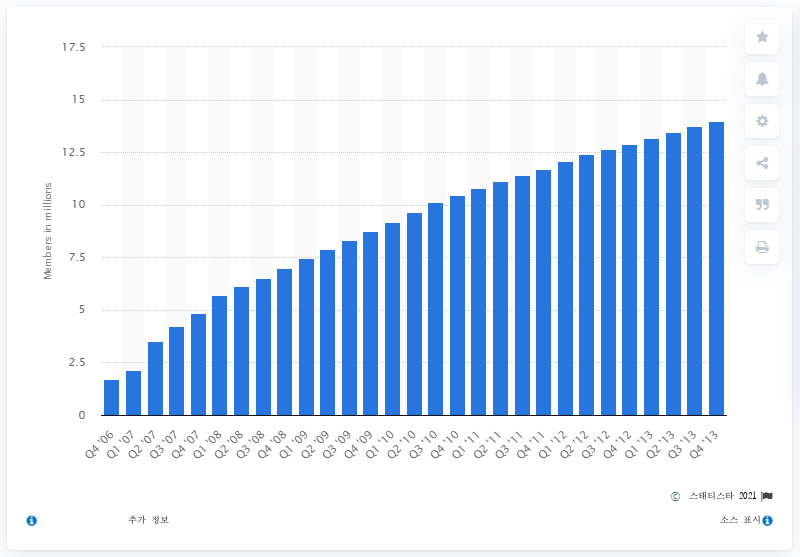 17.5
15
12.5
10
7.5
5
2.5
0
Members in millions
Q4 '06
Q1 '07
Q2 '07
Q3 '07
Q4 '07
Q1 '08
Q2 '08
Q3 '08
Q4 '08
Q1 '09
Q2 '09
Q3 '09
Q4 '09
Q1 '10
Q2 '10
Q3 '10
Q4 '10
Q1 '11
Q2 '11
Q3 '11
Q4 '11
Q1 '12
Q2 '12
Q3 '12
Q4 '12
Q1 '13
Q2 '13
Q3 '13
Q4 '13
© 스태티스타 2021
추가 정보
소스 표시